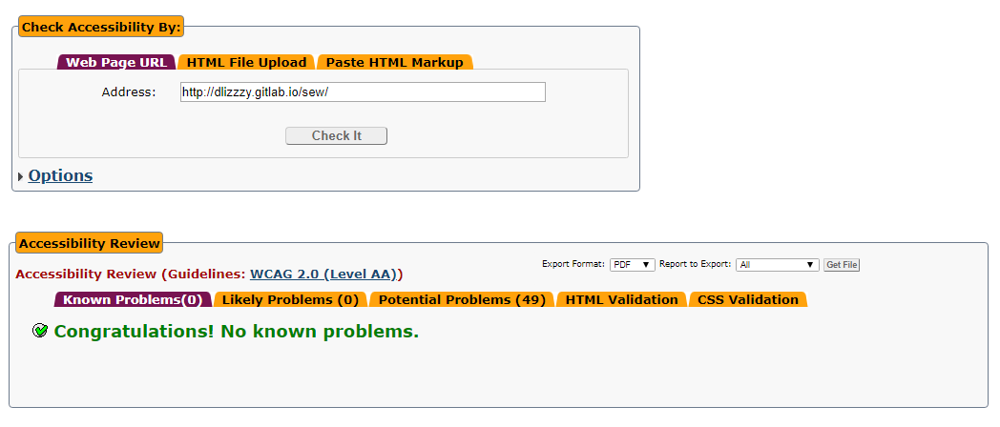 Check Accessibility By:
Web Page URL HTML File Upload Paste HTML Markup
Address: http://dlizzzy.gitlab.io/sew/
Check It
Options
Accessibility Review
Export Format: PDF Report to Export: All Get File
Accessibility Review (Guidelines: WCAG 2.0 (Level AA))
Known Problems(0) Likely Problems (0) Potential Problems (49) HTML Validation CSS Validation
Congratulations! No known problems.